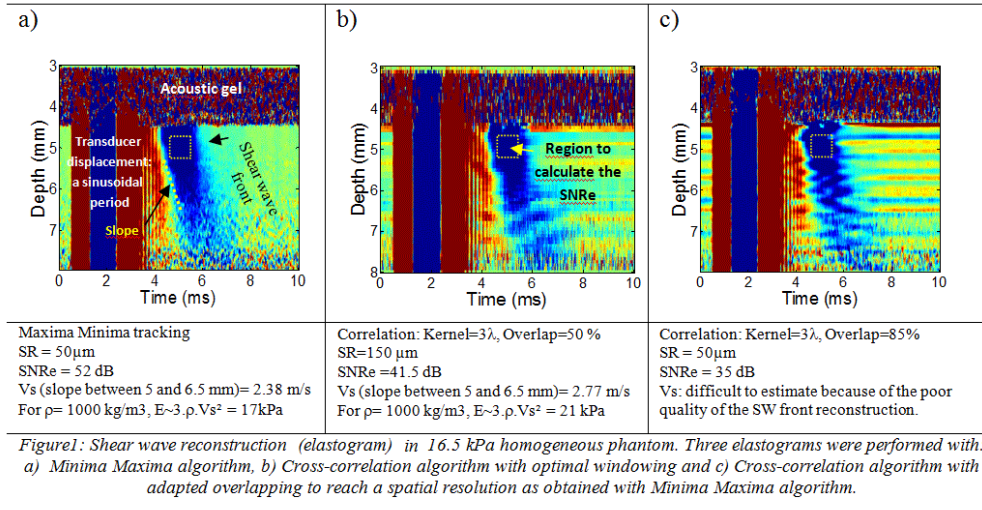 a)
b)
c)
3
4
5
6
7
Depth (mm)
0
2
4
6
8
10
Time (ms)
Acoustic gel
Transducer
displacement:
a sinusoidal
period
Slope
Shear wave
front
3
4
5
6
7
8
Depth (mm)
0
2
4
6
8
10
Time (ms)
Region to
calculate the
SNRe
3
4
5
6
7
Depth (mm)
0
2
4
6
8
10
Time (ms)
Maxima Minima tracking
SR = 50µm
SNRe = 52 dB
Vs (slope between 5 and 6.5 mm)= 2.38 m/s
For ρ= 1000 kg/m3, E~3.ρ.Vs² = 17kPa
Correlation: Kernel=3λ, Overlap=50 %
SR=150 µm
SNRe =41.5 dB
Vs (slope between 5 and 6.5 mm)= 2.77 m/s
For ρ= 1000 kg/m3, E~3.ρ.Vs² = 21 kPa
Correlation: Kernel=3λ, Overlap=85%
SR = 50µm
SNRe = 35 dB
Vs: difficult to estimate because of the poor
quality of the SW front reconstruction.
Figure1: Shear wave reconstruction (elastogram) in 16.5 kPa homogeneous phantom. Three elastograms were performed with.
a) Minima Maxima algorithm, b) Cross-correlation algorithm with optimal windowing and c) Cross-correlation algorithm with
adapted overlapping to reach a spatial resolution as obtained with Minima Maxima algorithm.